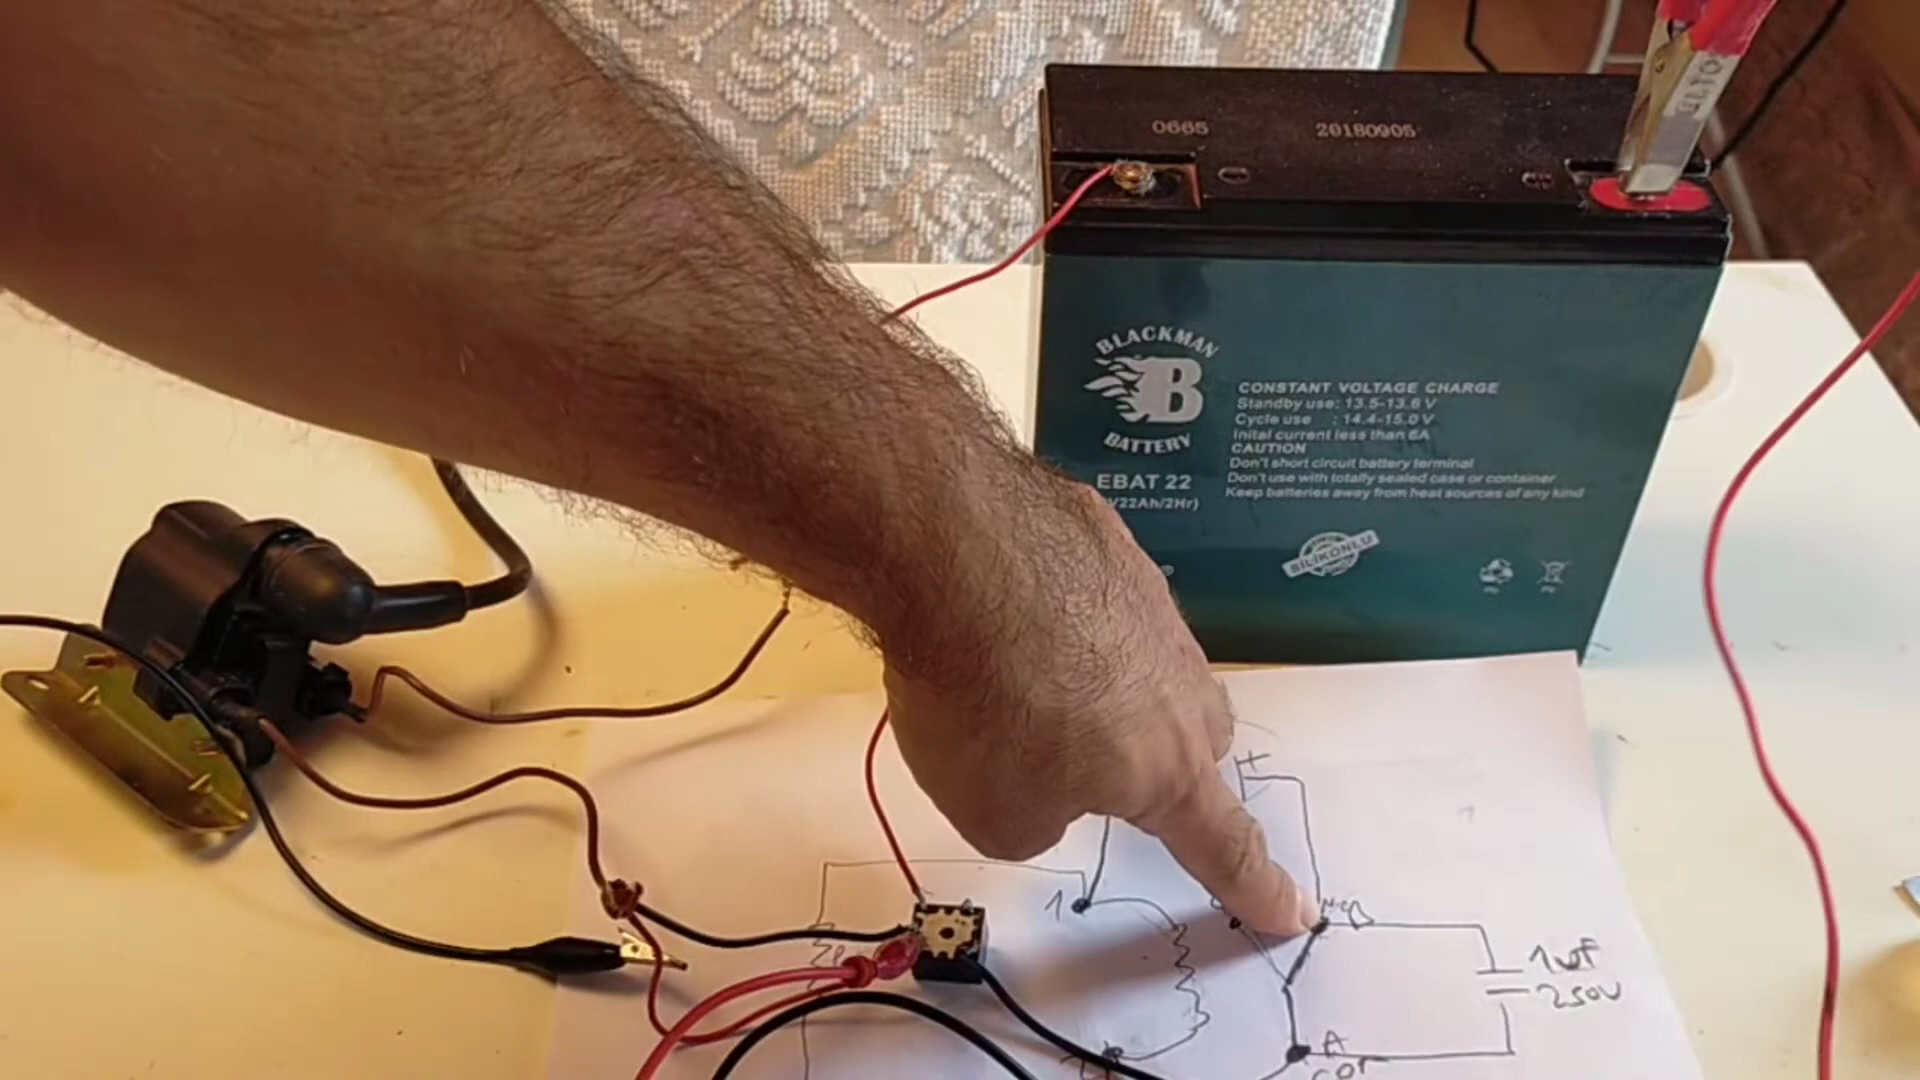 0665 20180905
BLACKMAN
B
BATTERY
EBAT 22
V22Ah/2Hr)
CONSTANT VOLTAGE CHARGE
Standby use: 13.5-13.8 V
Cycle use : 14.4-15.0 V
Inital current less than 6A
CAUTION
Don't short circuit battery terminal
Don't use with totally sealed case or container
Keep batteries away from heat sources of any kind
SILIKONLU
+
1
B
1uF
250V
A